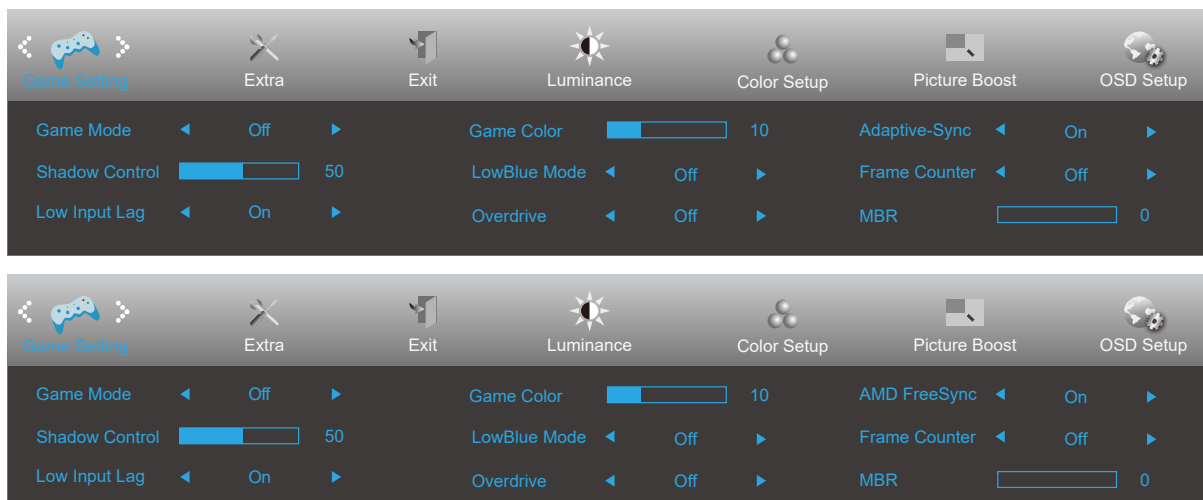 Game Setting Extra Exit Luminance Color Setup Picture Boost OSD Setup
Game Mode Off Game Color 10 Adaptive-Sync On
Shadow Control 50 LowBlue Mode Off Frame Counter Off
Low Input Lag On Overdrive Off MBR 0
Game Setting Extra Exit Luminance Color Setup Picture Boost OSD Setup
Game Mode Off Game Color 10 AMD FreeSync On
Shadow Control 50 LowBlue Mode Off Frame Counter Off
Low Input Lag On Overdrive Off MBR 0